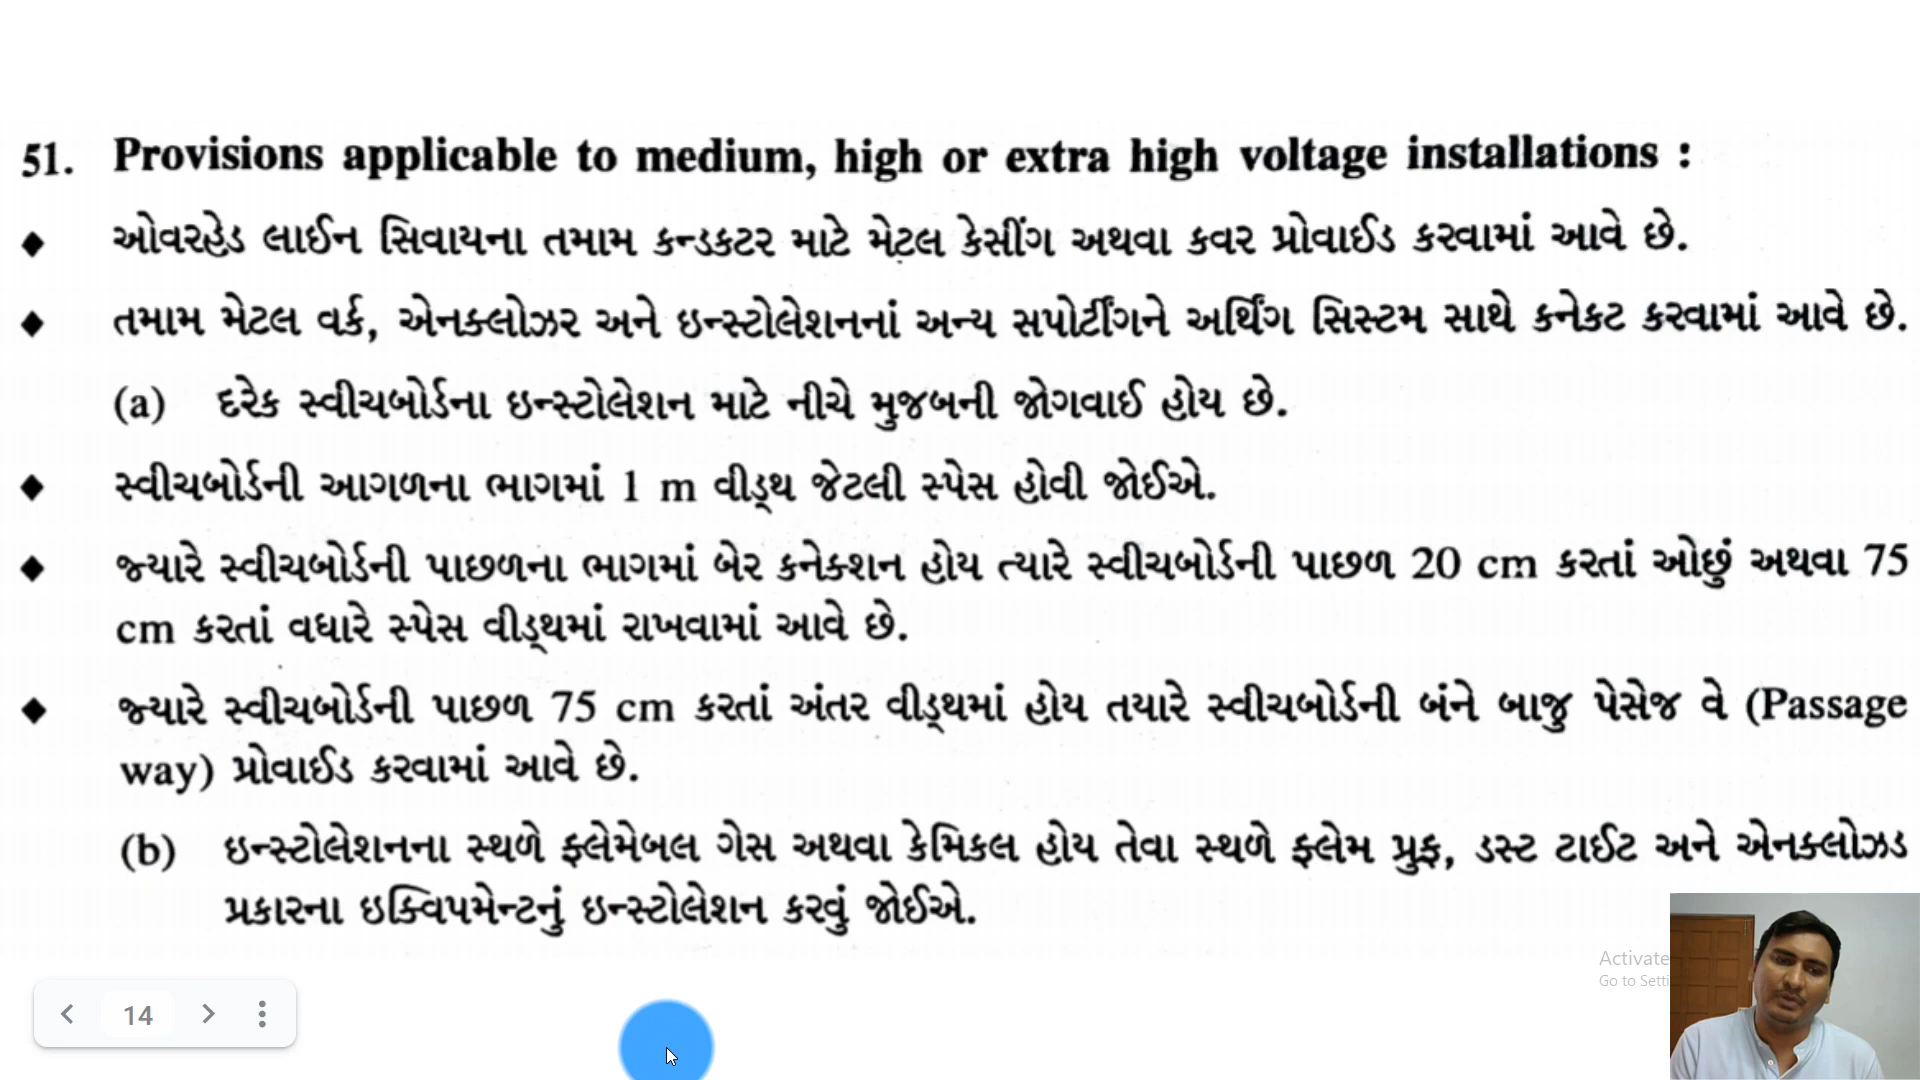 51. Provisions applicable to medium, high or extra high voltage installations :
◆ ઓવરહેડ લાઈન સિવાયના તમામ કન્ડકટર માટે મેટલ કેસીંગ અથવા કવર પ્રોવાઈડ કરવામાં આવે છે.
◆ તમામ મેટલ વર્ક, એનક્લોઝર અને ઇન્સ્ટોલેશનનાં અન્ય સપોર્ટીંગને અર્થિંગ સિસ્ટમ સાથે કનેકટ કરવામાં આવે છે.
(a) દરેક સ્વીચબોર્ડના ઇન્સ્ટોલેશન માટે નીચે મુજબની જોગવાઈ હોય છે.
◆ સ્વીચબોર્ડની આગળના ભાગમાં 1 m વીડ્થ જેટલી સ્પેસ હોવી જોઈએ.
◆ જ્યારે સ્વીચબોર્ડની પાછળના ભાગમાં બેર કનેક્શન હોય ત્યારે સ્વીચબોર્ડની પાછળ 20 cm કરતાં ઓછું અથવા 75
cm કરતાં વધારે સ્પેસ વીડ્થમાં રાખવામાં આવે છે.
◆ જ્યારે સ્વીચબોર્ડની પાછળ 75 cm કરતાં અંતર વીડ્થમાં હોય તયારે સ્વીચબોર્ડની બંને બાજુ પેસેજ વે (Passage
way) પ્રોવાઈડ કરવામાં આવે છે.
(b) ઇન્સ્ટોલેશનના સ્થળે ફ્લેમેબલ ગેસ અથવા કેમિકલ હોય તેવા સ્થળે ફ્લેમ પ્રુફ, ડસ્ટ ટાઈટ અને એનક્લોઝડ
પ્રકારના ઇક્વિપમેન્ટનું ઇન્સ્ટોલેશન કરવું જોઈએ.
Activate
Go to Setti
14